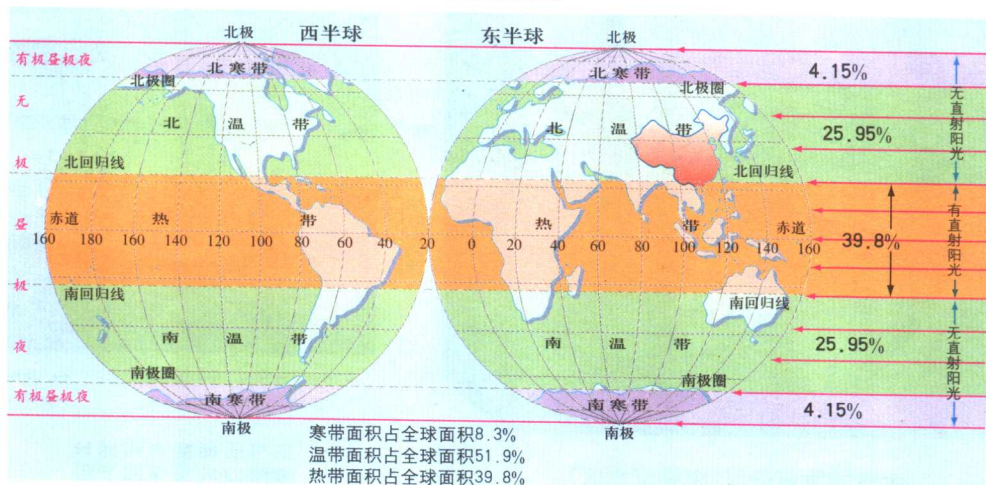 北极 西半球 东半球 北极
有极昼极夜 北寒带 北寒带 4.15%
北极圈 北极圈
无 北 温 带 北 温 带 25.95% 无直射阳光
极 北回归线 北回归线
昼 赤道 热 带 热 带 赤道 39.8% 有直射阳光
160 180 160 140 120 100 80 60 40 20 0 20 40 60 80 100 120 140 160
极 南回归线 南回归线
夜 南 温 带 南 温 带 25.95% 无直射阳光
南极圈 南极圈
有极昼极夜 南寒带 南寒带 4.15%
南极 南极
寒带面积占全球面积8.3%
温带面积占全球面积51.9%
热带面积占全球面积39.8%